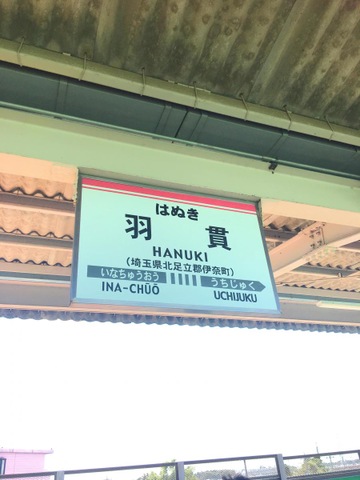 はぬき
羽貫
HANUKI
(埼玉県北足立郡伊奈町)
いなちゅうおう うちじゅく
INA-CHŪŌ UCHIJUKU